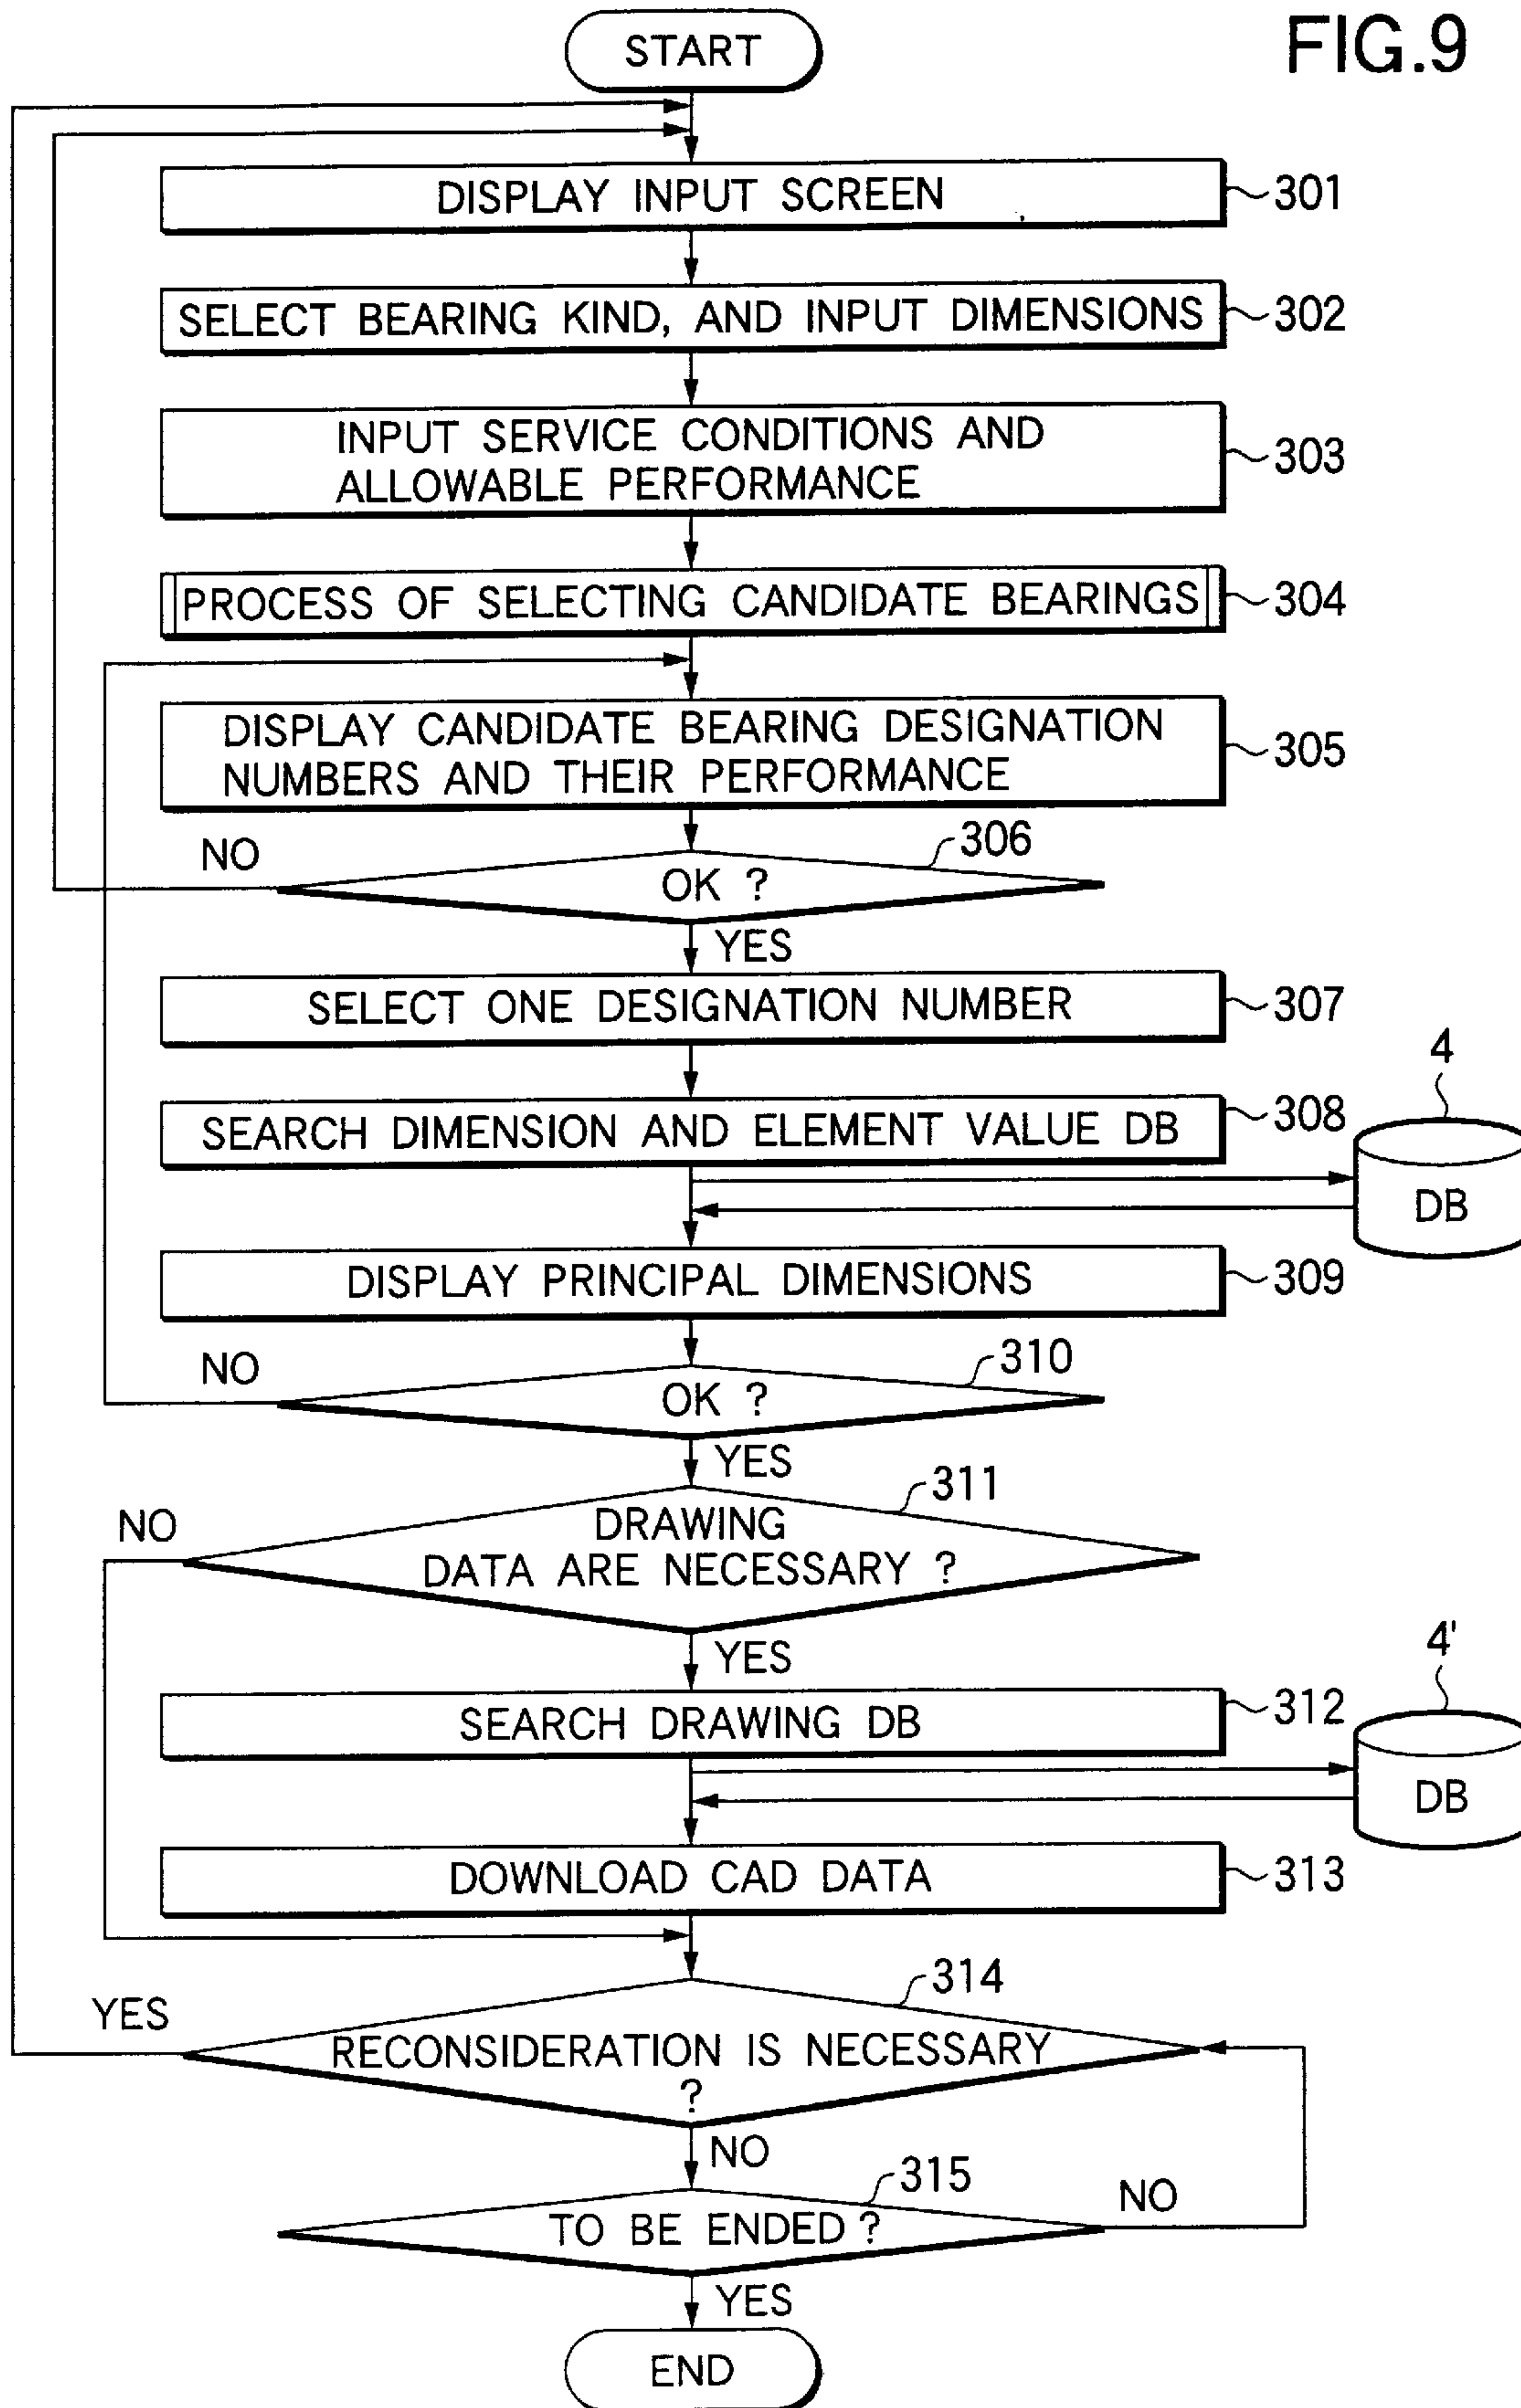 FIG.9
START
DISPLAY INPUT SCREEN
301
SELECT BEARING KIND, AND INPUT DIMENSIONS
302
INPUT SERVICE CONDITIONS AND
ALLOWABLE PERFORMANCE
303
PROCESS OF SELECTING CANDIDATE BEARINGS
304
DISPLAY CANDIDATE BEARING DESIGNATION
NUMBERS AND THEIR PERFORMANCE
305
NO
306
OK ?
YES
SELECT ONE DESIGNATION NUMBER
307
4
SEARCH DIMENSION AND ELEMENT VALUE DB
308
DB
DISPLAY PRINCIPAL DIMENSIONS
309
NO
310
OK ?
YES
311
NO
DRAWING
DATA ARE NECESSARY ?
YES
4'
SEARCH DRAWING DB
312
DB
DOWNLOAD CAD DATA
313
314
YES
RECONSIDERATION IS NECESSARY
?
NO
315
NO
TO BE ENDED ?
YES
END